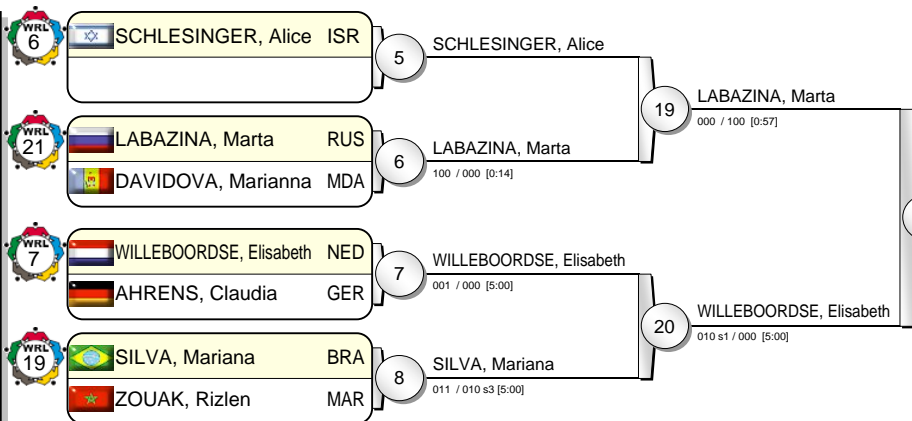 WRL
6
SCHLESINGER, Alice ISR
5
SCHLESINGER, Alice
WRL
21
LABAZINA, Marta RUS
DAVIDOVA, Marianna MDA
6
LABAZINA, Marta
100 / 000 [0:14]
19
LABAZINA, Marta
000 / 100 [0:57]
WRL
7
WILLEBOORDSE, Elisabeth NED
AHRENS, Claudia GER
7
WILLEBOORDSE, Elisabeth
001 / 000 [5:00]
WRL
19
SILVA, Mariana BRA
ZOUAK, Rizlen MAR
8
SILVA, Mariana
011 / 010 s3 [5:00]
20
WILLEBOORDSE, Elisabeth
010 s1 / 000 [5:00]